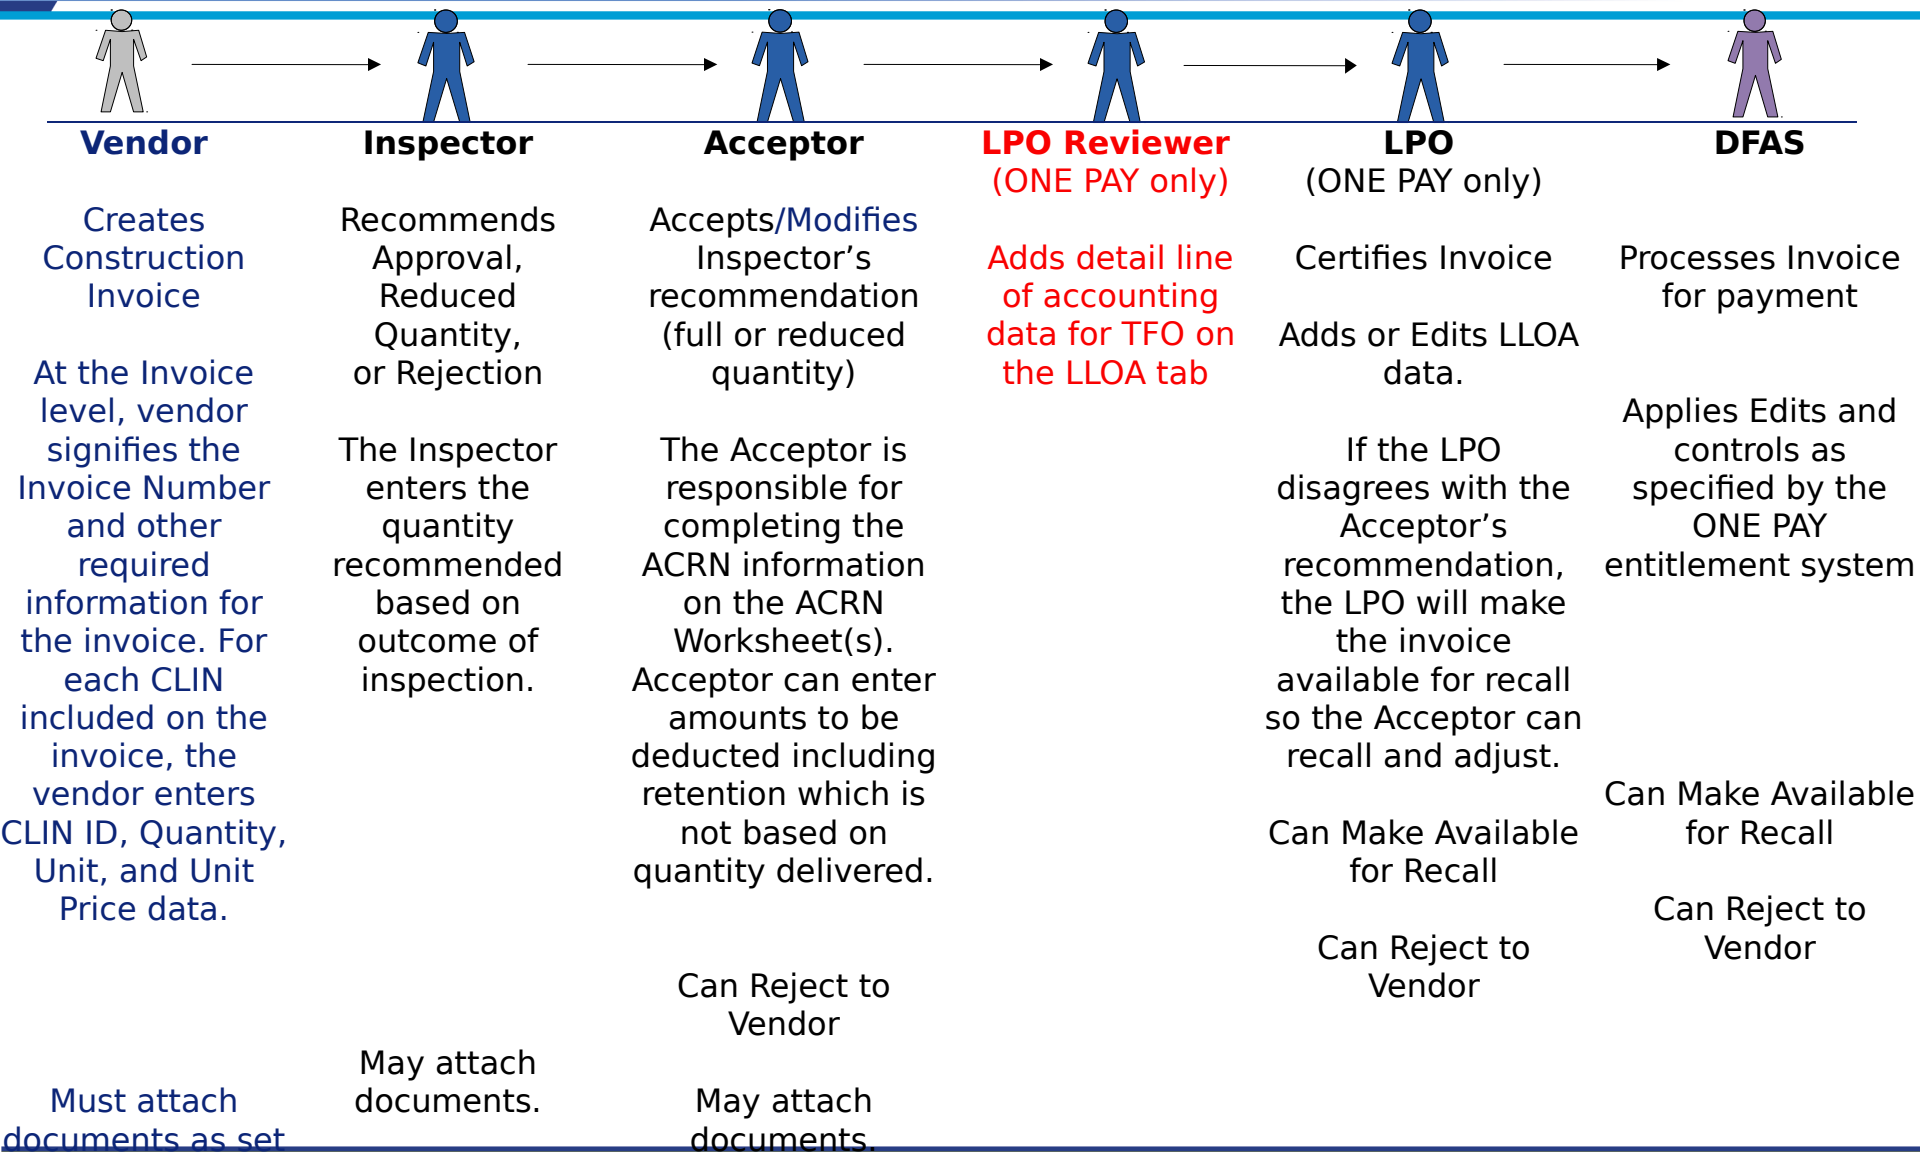 Vendor
Creates
Construction
Invoice
At the Invoice
level, vendor
signifies the
Invoice Number
and other
required
information for
the invoice. For
each CLIN
included on the
invoice, the
vendor enters
CLIN ID, Quantity,
Unit, and Unit
Price data.
Must attach
documents as set
Inspector
Recommends
Approval,
Reduced
Quantity,
or Rejection
The Inspector
enters the
quantity
recommended
based on
outcome of
inspection.
May attach
documents.
Acceptor
Accepts/Modifies
Inspector’s
recommendation
(full or reduced
quantity)
The Acceptor is
responsible for
completing the
ACRN information
on the ACRN
Worksheet(s).
Acceptor can enter
amounts to be
deducted including
retention which is
not based on
quantity delivered.
Can Reject to
Vendor
May attach
documents.
LPO Reviewer
(ONE PAY only)
Adds detail line
of accounting
data for TFO on
the LLOA tab
LPO
(ONE PAY only)
Certifies Invoice
Adds or Edits LLOA
data.
If the LPO
disagrees with the
Acceptor’s
recommendation,
the LPO will make
the invoice
available for recall
so the Acceptor can
recall and adjust.
Can Make Available
for Recall
Can Reject to
Vendor
DFAS
Processes Invoice
for payment
Applies Edits and
controls as
specified by the
ONE PAY
entitlement system
Can Make Available
for Recall
Can Reject to
Vendor